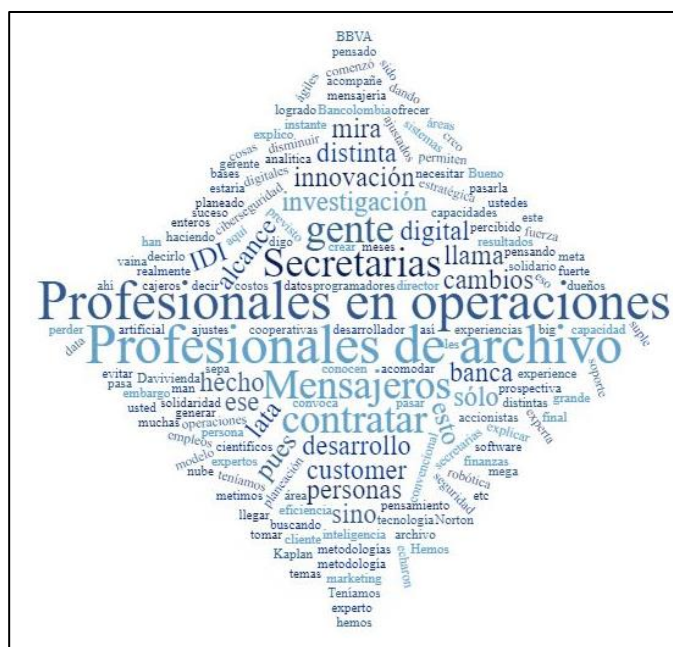 BBVA
pensado
ágiles comenzó sido
acompañe dando
mensajeria
logrado Bancolombia ofrecer
explico instante mira ajustados sistemas áreas creo
cosas disminuir distinta permiten
gerente analítica necesitar Bueno
bases digitales innovación estratégica pasarla
estaria ciberseguridad investigación capacidades ustedes
planeado previsto percibido este
suceso gente digital fuerza
enteros aquí crear meses resultados
han haciendo IDI alcance digo Secretarias llama pensando meta
vaina decirlo solidario fuerte
realmente cambios eso
ahí cajeros decir costos datos programadores director dueños
Profesionales en operaciones
perder artificial ajustes cooperativas desarrollador así experiencias big capacidad suple
data Profesionales de archivo les
evitar Davivienda sepa conocen acomodar banca experience prospectiva soporte
pasa man hecho Mensajeros distintas grande
embargo solidaridad ese convoca pasar esto sólo accionistas final
usted generar lata contratar experta
muchas operaciones explicar
empleos persona pues desarrollo convencional secretarias software
modelo científicos customer finanzas mega
nube expertos teníamos planeación personas seguridad robótica
metimos área sino pensamiento etc
llegar eficiencia tecnología Norton
buscando archivo
tomar cliente inteligencia echaron Hemos
Kaplan metodologías
temas metodología
marketing
Teníamos
experto
hemos